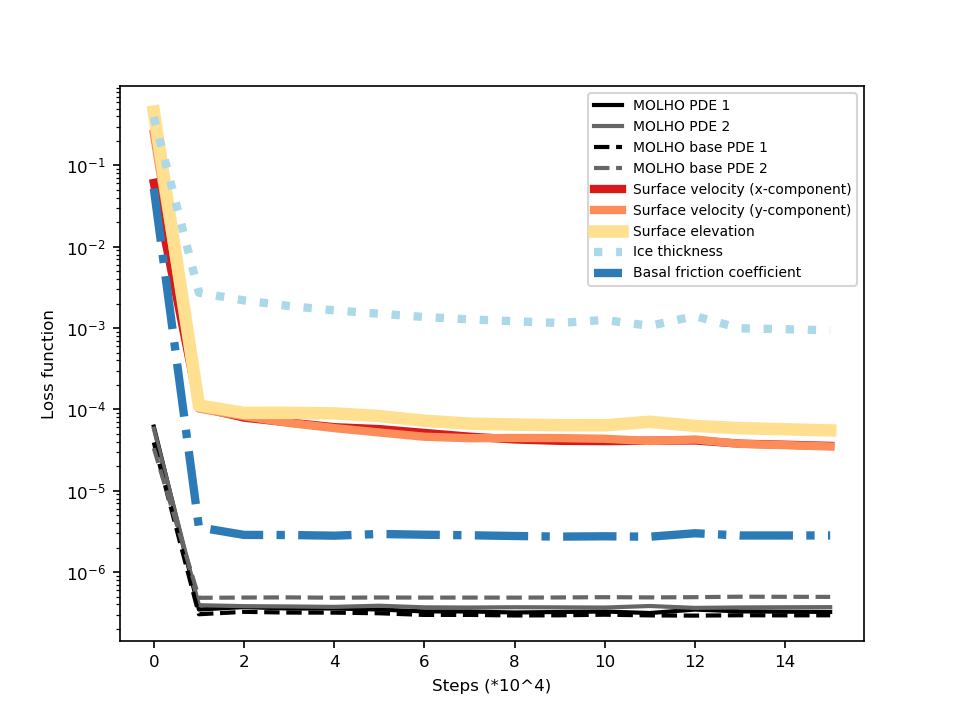 MOLHO PDE 1
MOLHO PDE 2
MOLHO base PDE 1
MOLHO base PDE 2
Surface velocity (x-component)
Surface velocity (y-component)
Surface elevation
Ice thickness
Basal friction coefficient
Loss function
10⁻¹
10⁻²
10⁻³
10⁻⁴
10⁻⁵
10⁻⁶
0 2 4 6 8 10 12 14
Steps (*10^4)